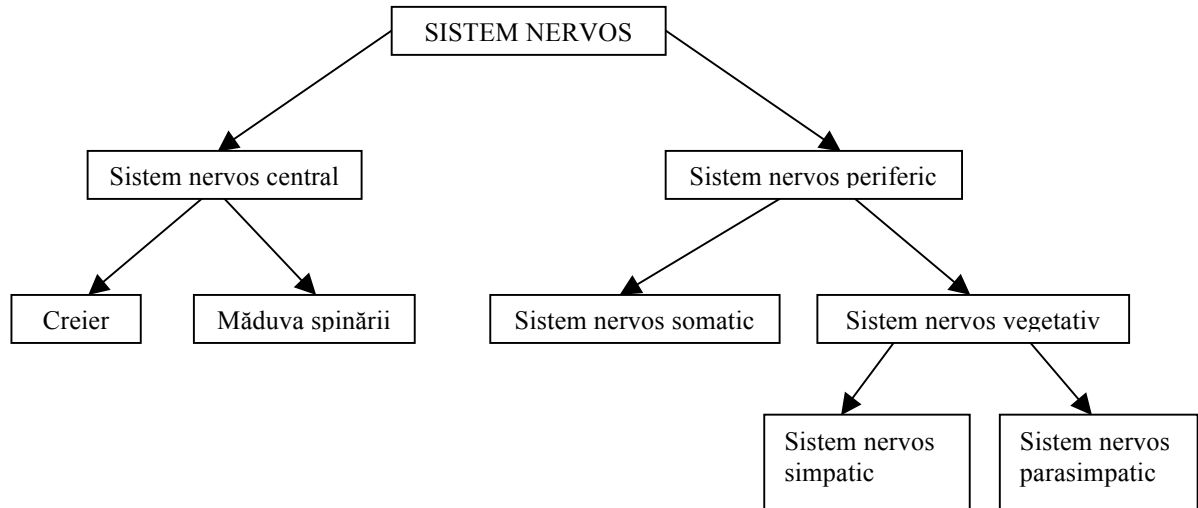 SISTEM NERVOS
Sistem nervos central
Sistem nervos periferic
Creier
Măduva spinării
Sistem nervos somatic
Sistem nervos vegetativ
Sistem nervos
simpatic
Sistem nervos
parasimpatic